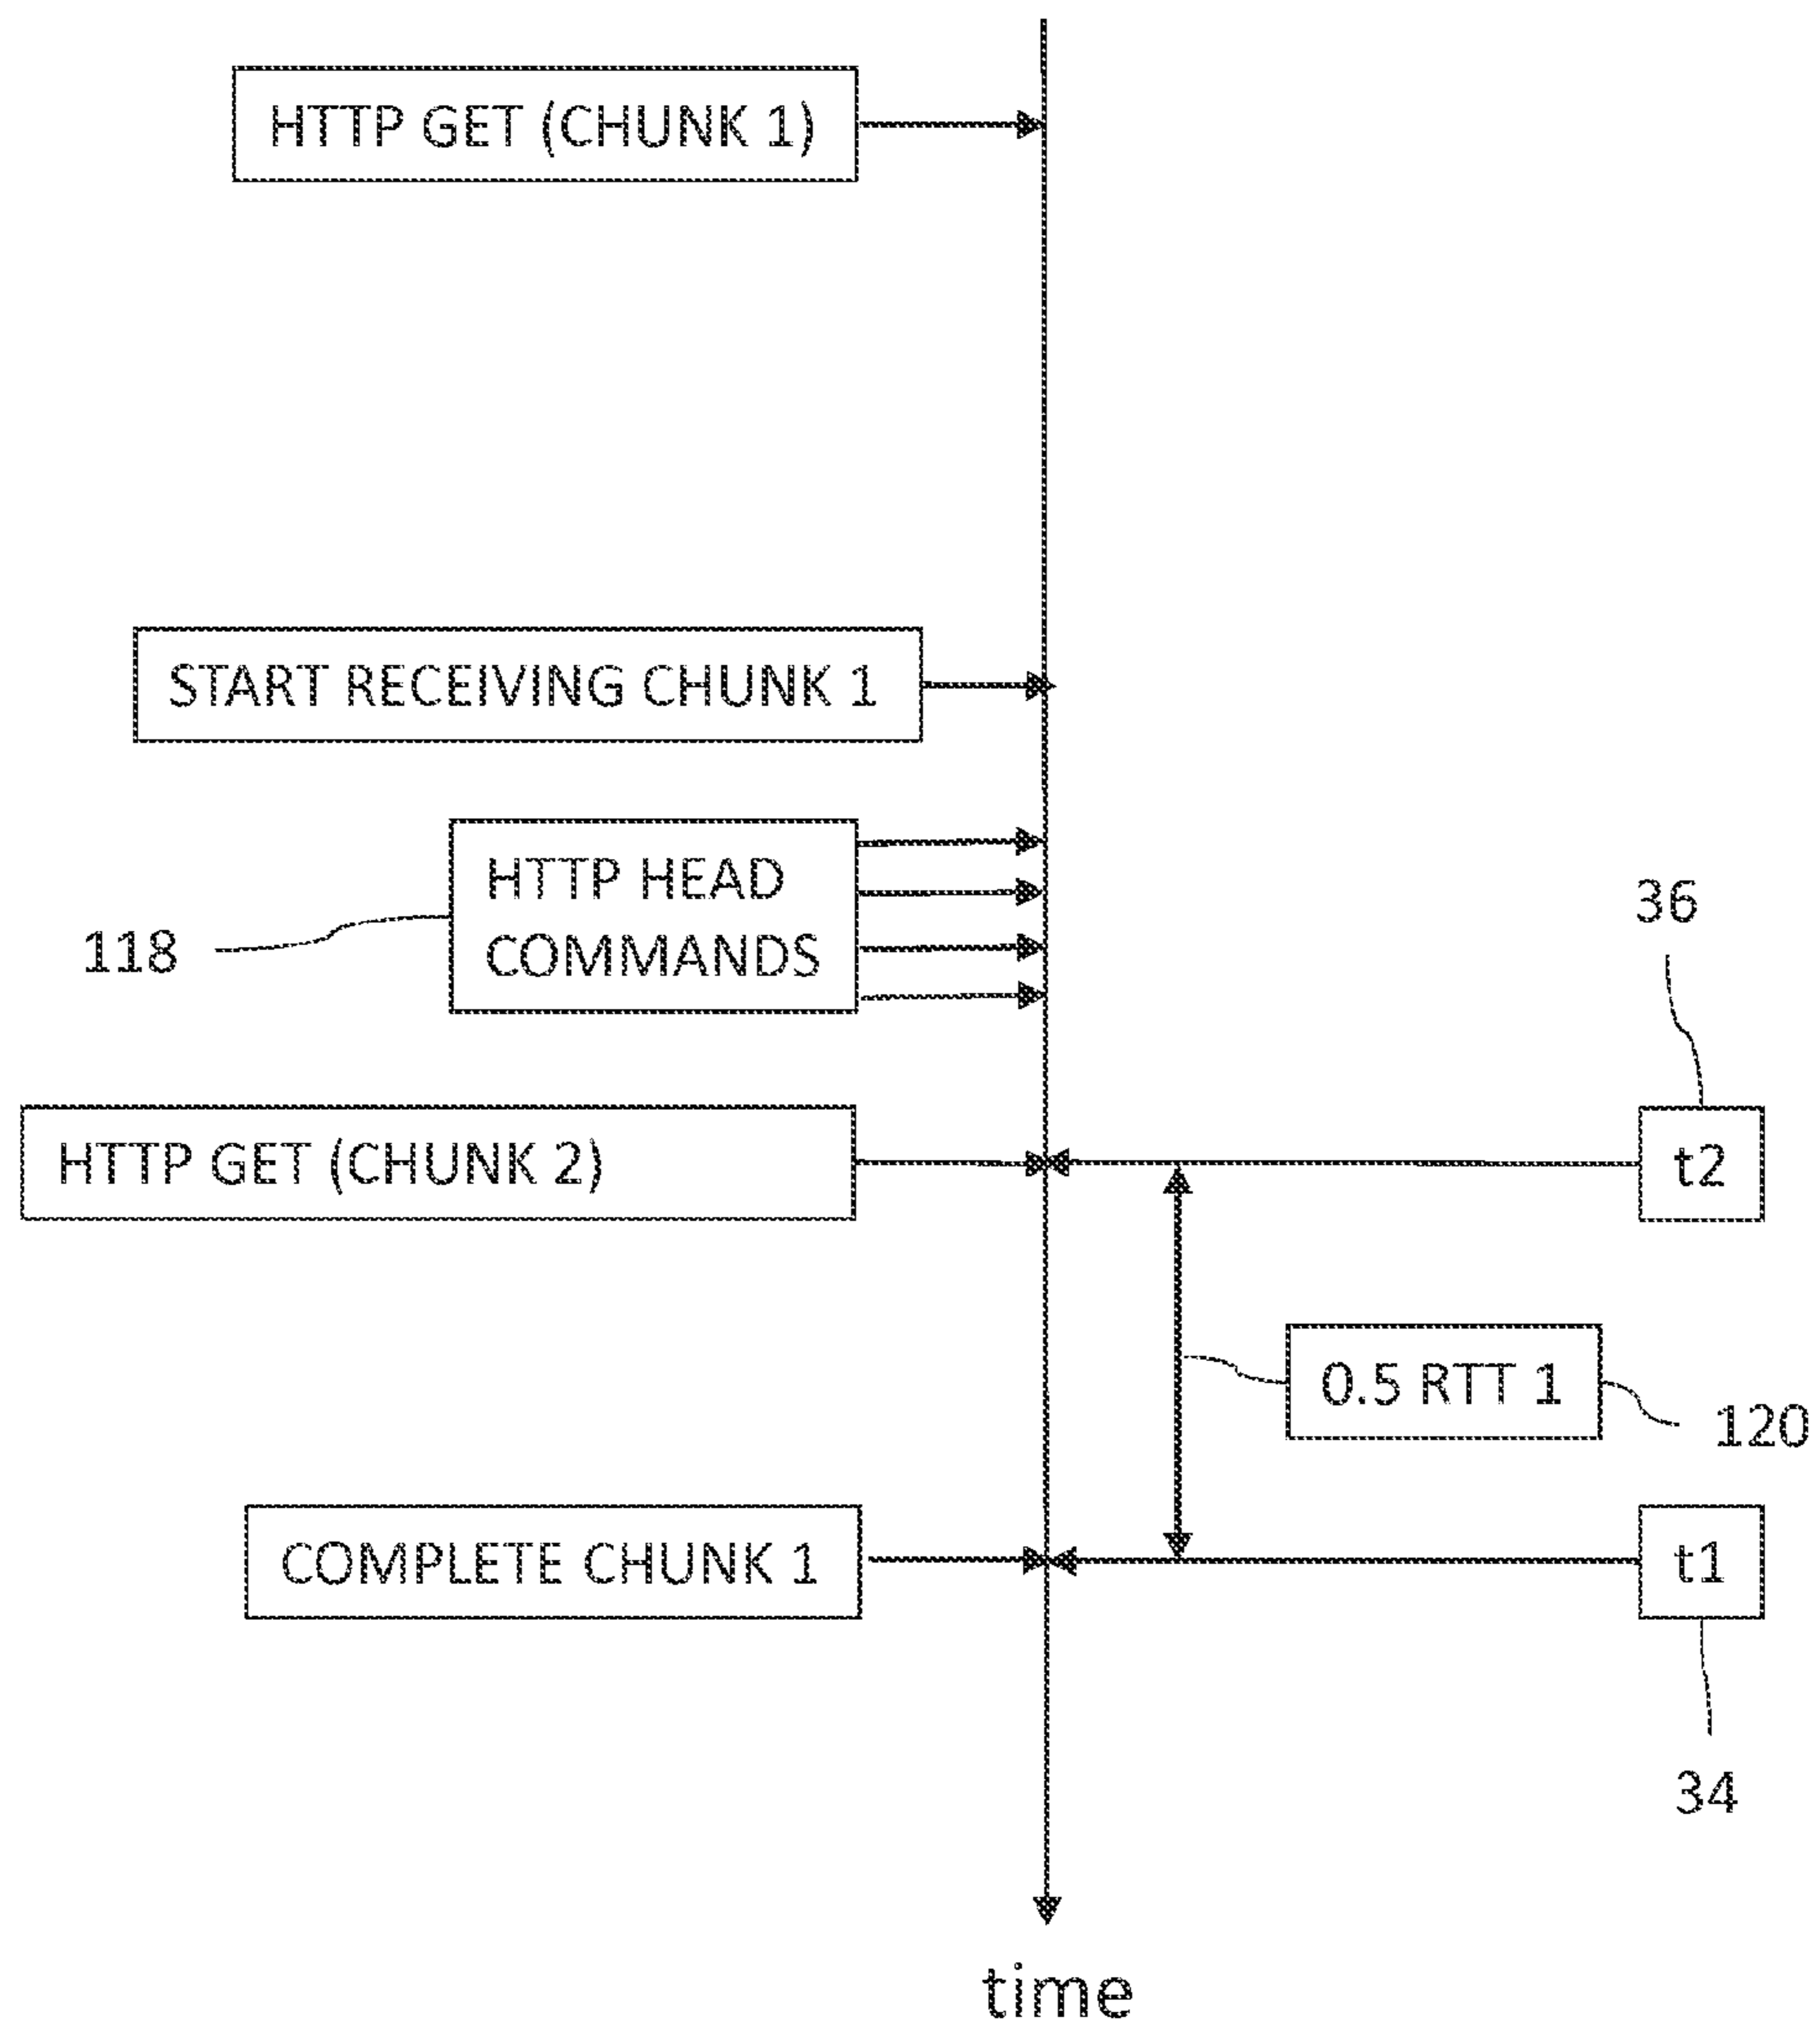 HTTP GET (CHUNK 1)
START RECEIVING CHUNK 1
HTTP HEAD
COMMANDS
118
36
HTTP GET (CHUNK 2)
t2
0.5 RTT 1
120
COMPLETE CHUNK 1
t1
34
time